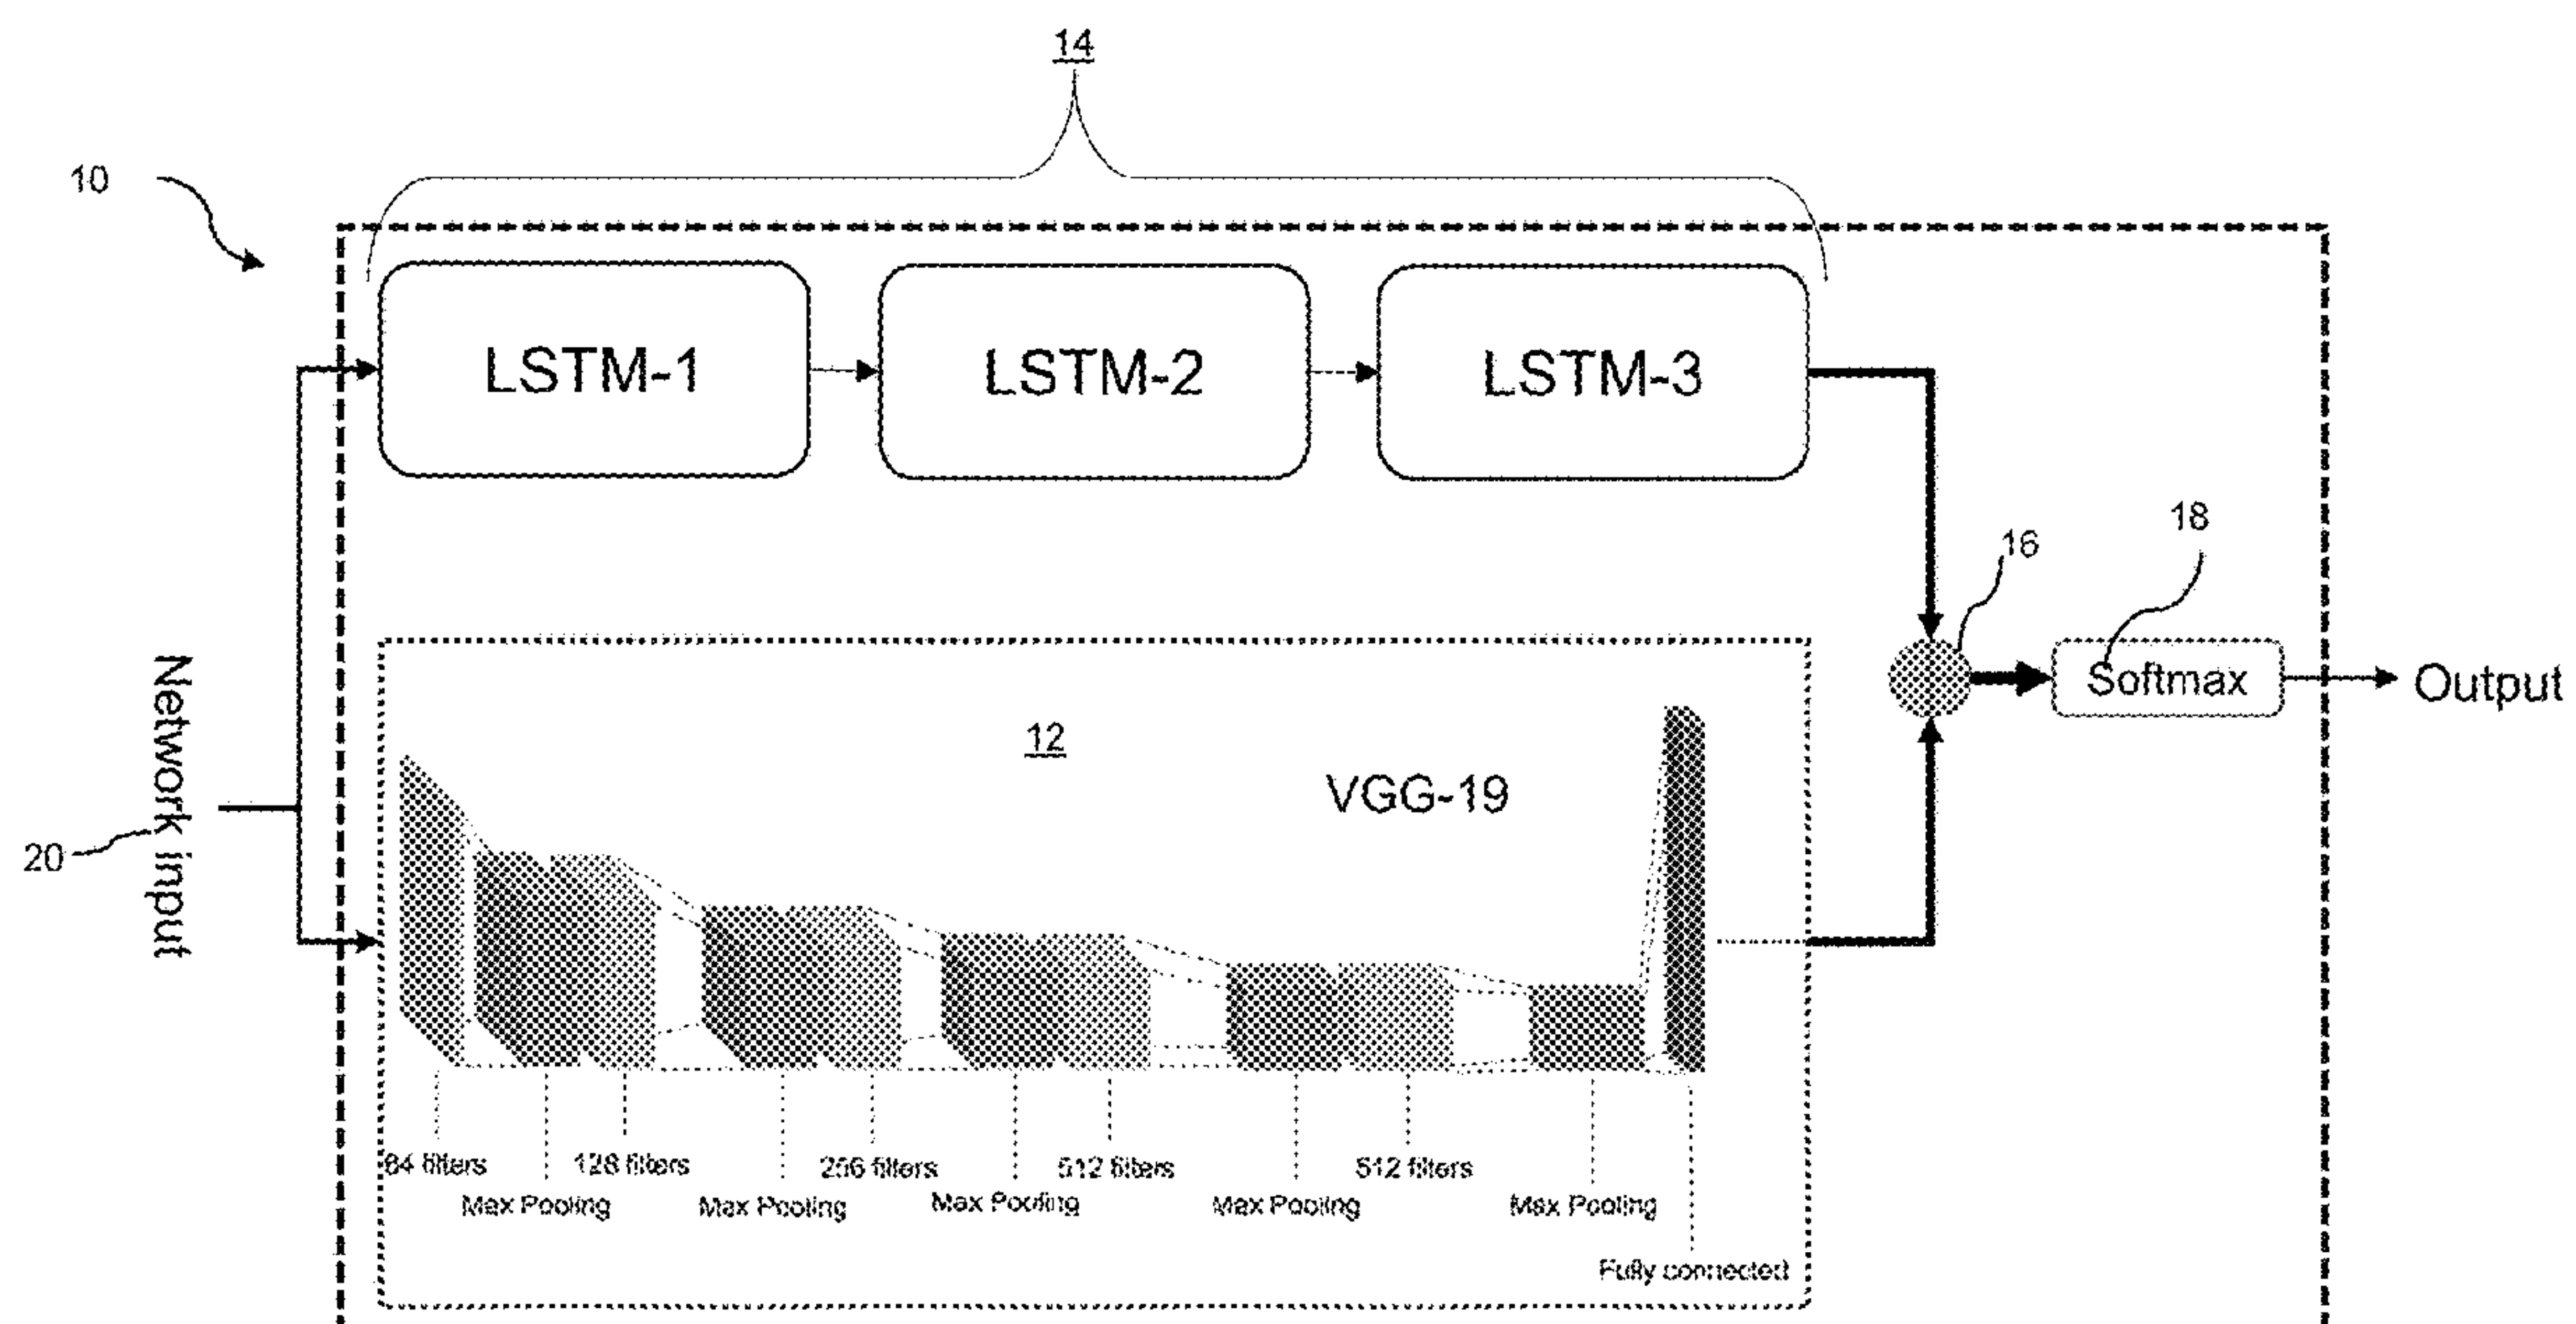 14
10
LSTM-1
LSTM-2
LSTM-3
18
16
Softmax
Output
12
VGG-19
Network input
20
64 filters
128 filters
256 filters
512 filters
512 filters
Max Pooling
Max Pooling
Max Pooling
Max Pooling
Max Pooling
Fully connected